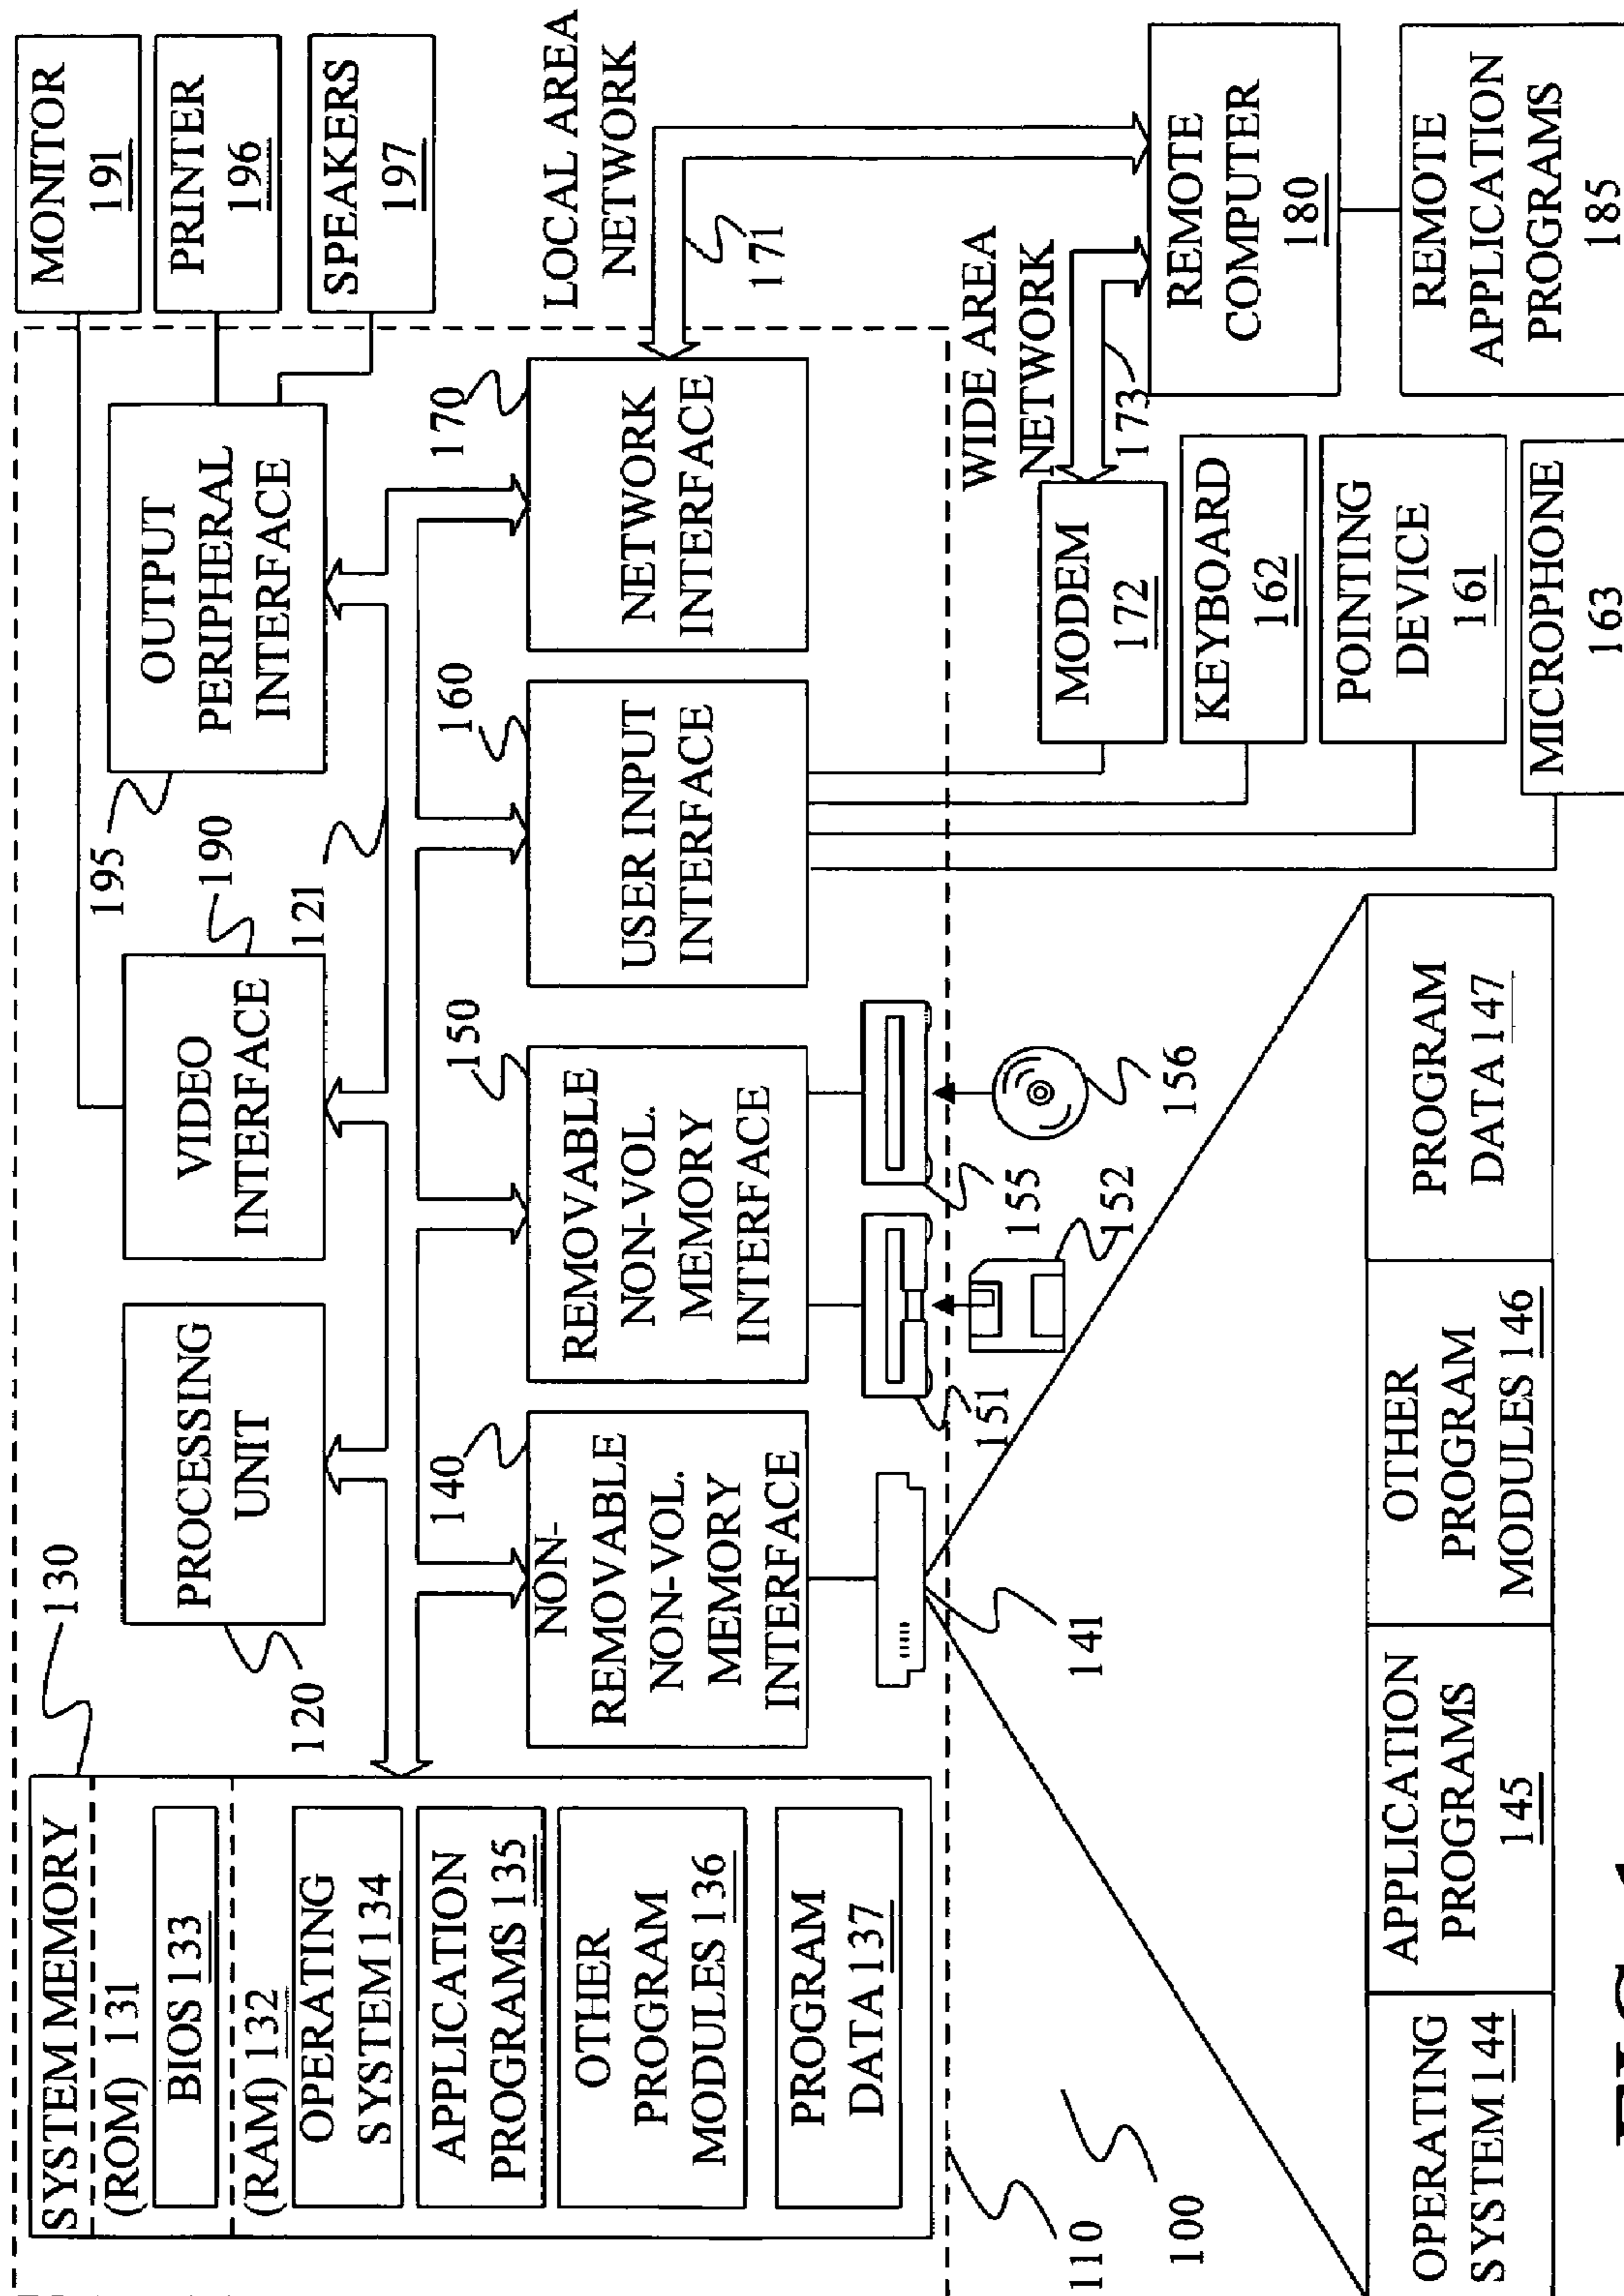 SYSTEM MEMORY
(ROM) 131
BIOS 133
(RAM) 132
OPERATING
SYSTEM 134
APPLICATION
PROGRAMS 135
OTHER
PROGRAM
MODULES 136
PROGRAM
DATA 137
130
120
PROCESSING
UNIT
VIDEO
INTERFACE
190
195
121
OUTPUT
PERIPHERAL
INTERFACE
MONITOR
191
PRINTER
196
SPEAKERS
197
140
NON-
REMOVABLE
NON-VOL.
MEMORY
INTERFACE
150
REMOVABLE
NON-VOL.
MEMORY
INTERFACE
160
USER INPUT
INTERFACE
170
NETWORK
INTERFACE
LOCAL AREA
NETWORK
171
141
151
155
152
156
WIDE AREA
NETWORK
173
MODEM
172
KEYBOARD
162
POINTING
DEVICE
161
MICROPHONE
163
REMOTE
COMPUTER
180
REMOTE
APPLICATION
PROGRAMS
185
110
100
OPERATING
SYSTEM 144
APPLICATION
PROGRAMS
145
OTHER
PROGRAM
MODULES 146
PROGRAM
DATA 147